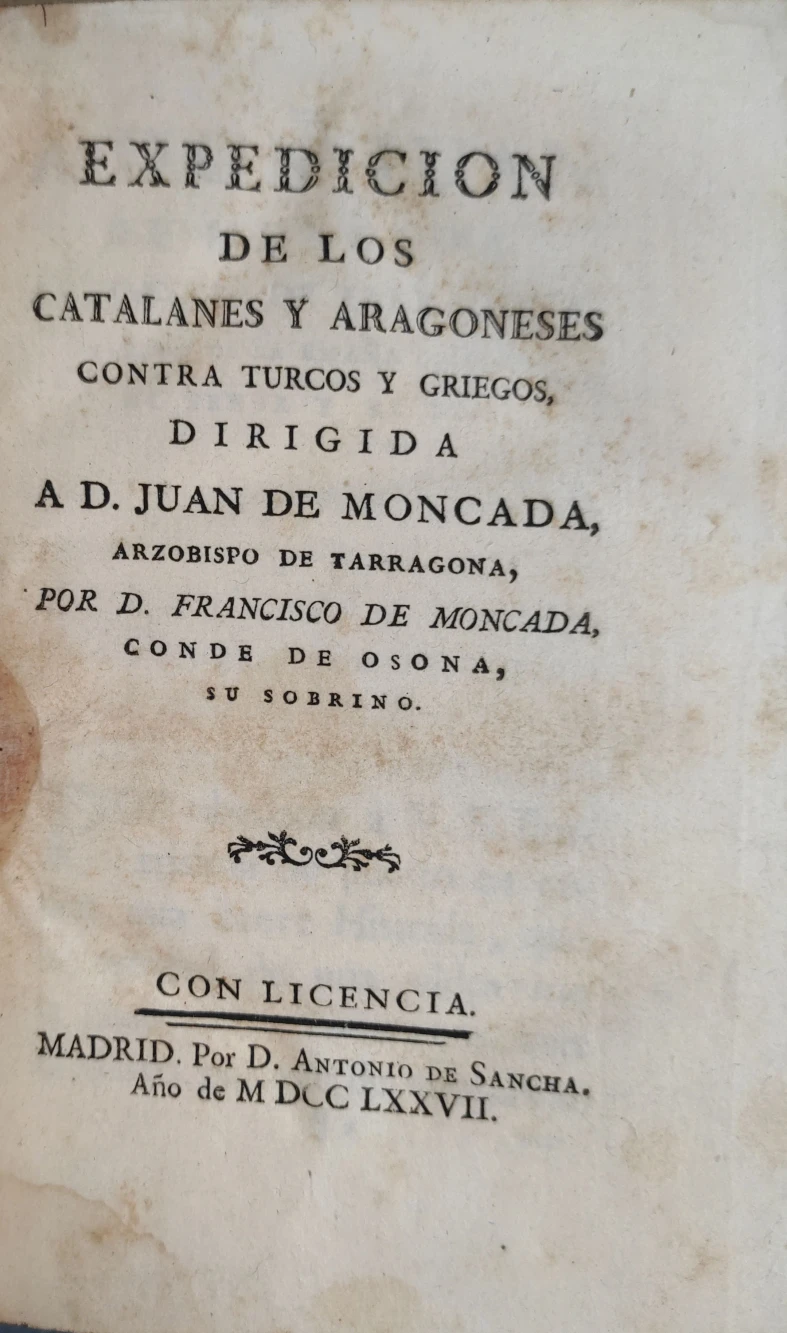 EXPEDICION
DE LOS
CATALANES Y ARAGONESES
CONTRA TURCOS Y GRIEGOS,
DIRIGIDA
A D. JUAN DE MONCADA,
ARZOBISPO DE TARRAGONA,
POR D. FRANCISCO DE MONCADA,
CONDE DE OSONA,
SU SOBRINO.
CON LICENCIA.
MADRID. Por D. ANTONIO DE SANCHA.
Año de M DCC LXXVII.